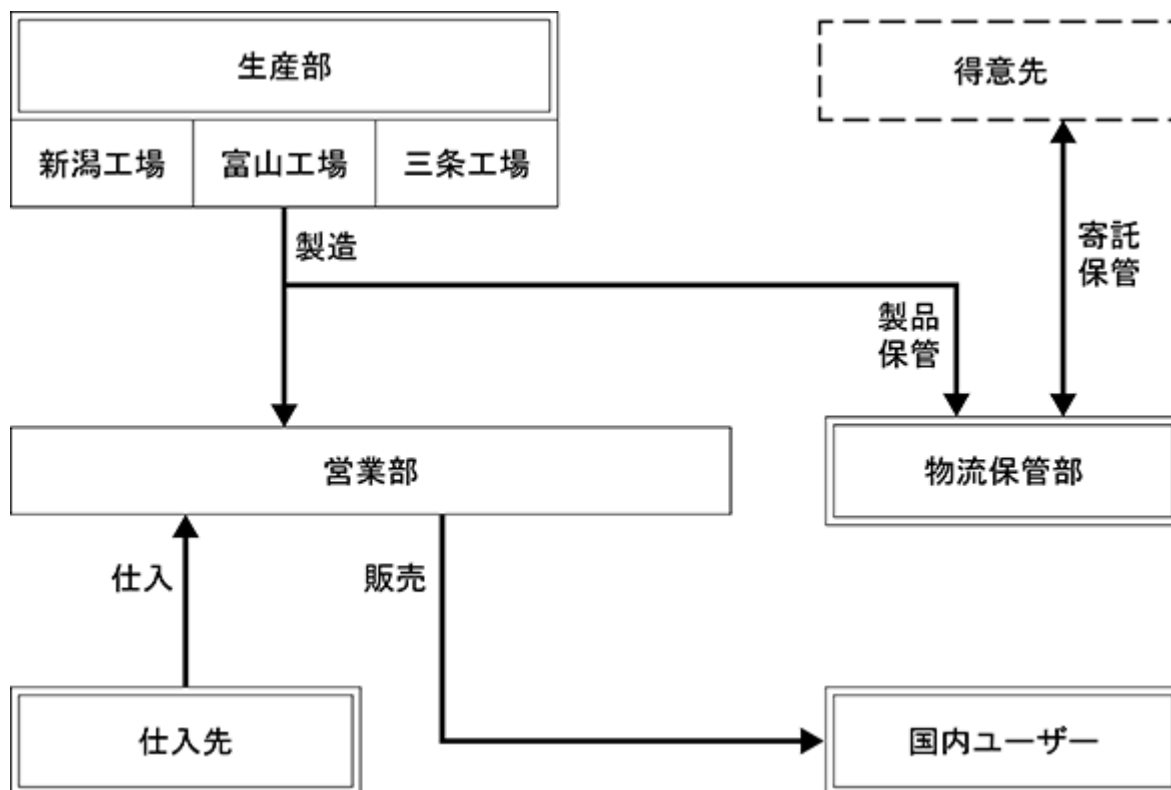 生産部
得意先
新潟工場
富山工場
三条工場
製造
寄託
保管
製品
保管
営業部
物流保管部
仕入
販売
仕入先
国内ユーザー